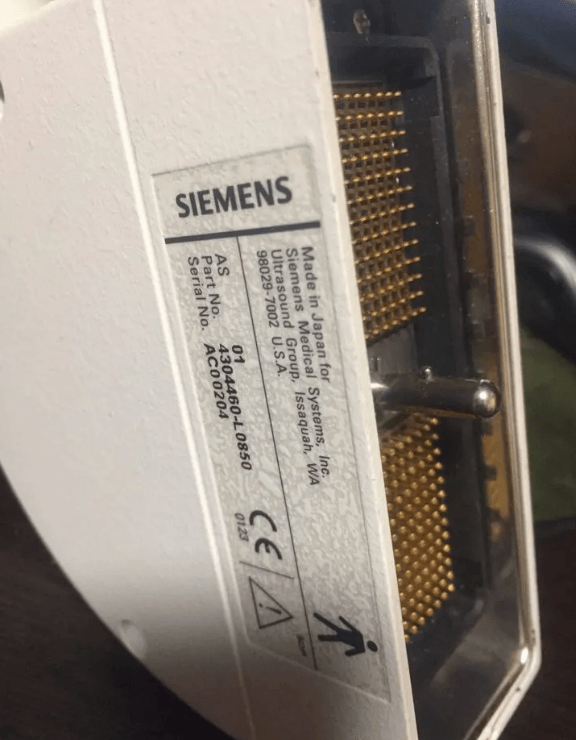 SIEMENS
Made in Japan for
Siemens Medical Systems, Inc.
Ultrasound Group, Issaquah, WA
98029-7002 U.S.A.
AS 01
Part No. 4304460-L0850
Serial No. AC00204
CE
0123